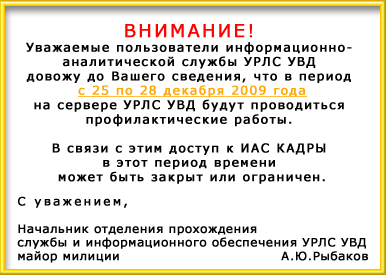 ВНИМАНИЕ!
Уважаемые пользователи информационно-
аналитической службы УРЛС УВД
довожу до Вашего сведения, что в период
с 25 по 28 декабря 2009 года
на сервере УРЛС УВД будут проводиться
профилактические работы.
В связи с этим доступ к ИАС КАДРЫ
в этот период времени
может быть закрыт или ограничен.
С уважением,
Начальник отделения прохождения
службы и информационного обеспечения УРЛС УВД
майор милиции А.Ю.Рыбаков